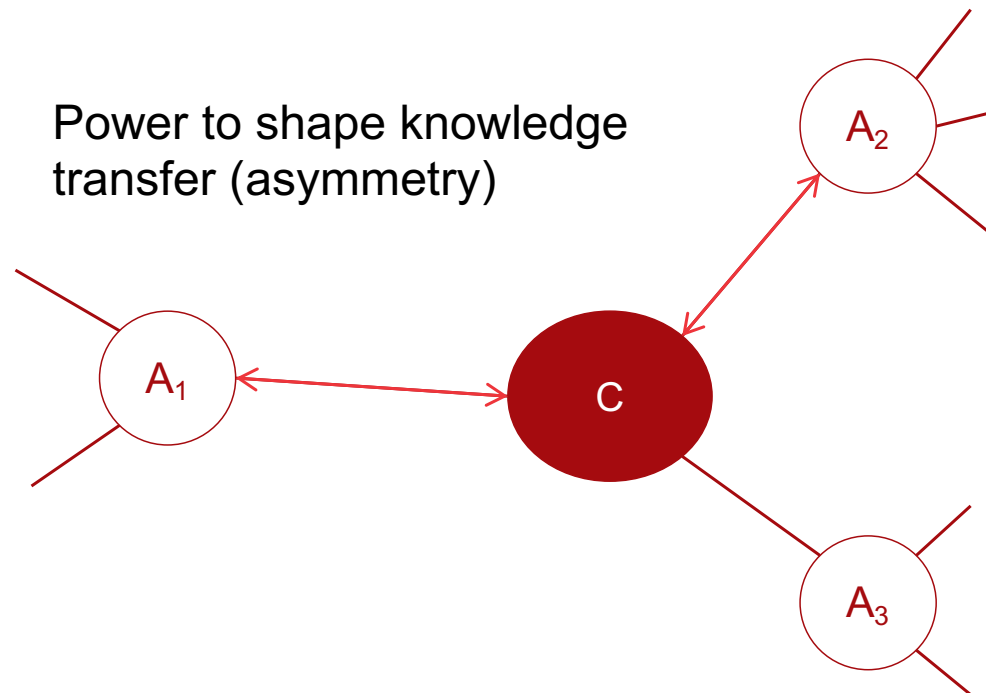 Power to shape knowledge
transfer (asymmetry)
A₂
A₁
C
A₃